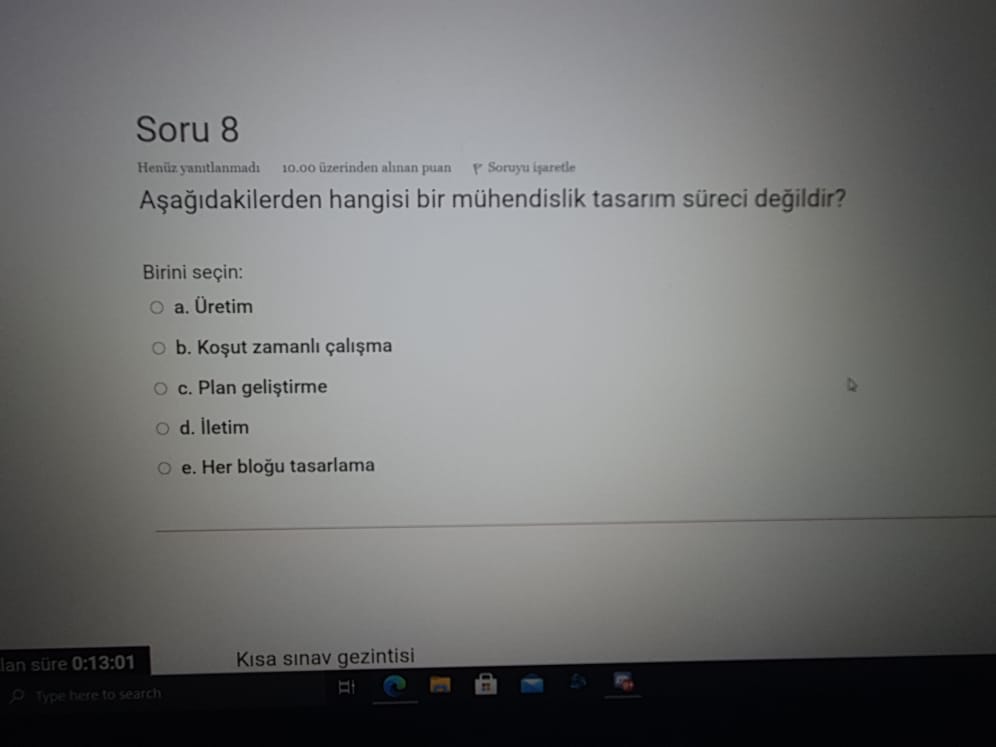 Soru 8
Henüz yanıtlanmadı 10.00 üzerinden alınan puan Soruyu işaretle
Aşağıdakilerden hangisi bir mühendislik tasarım süreci değildir?
Birini seçin:
a. Üretim
b. Koşut zamanlı çalışma
c. Plan geliştirme
d. İletim
e. Her bloğu tasarlama
lan süre 0:13:01
Kısa sınav gezintisi
Type here to search